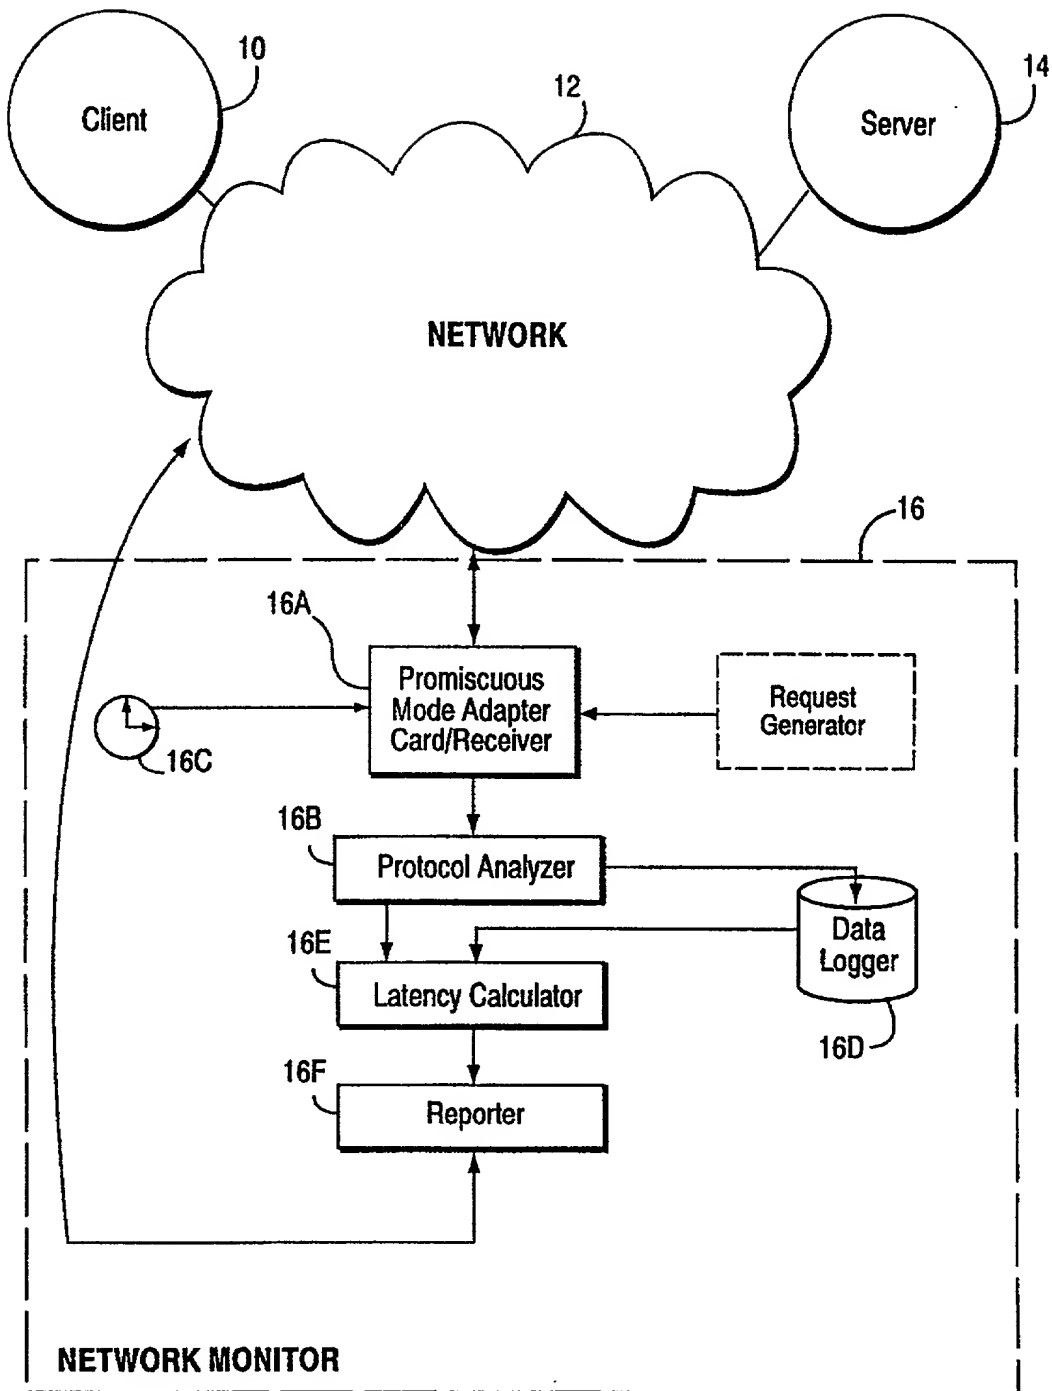 10
Client
12
14
Server
NETWORK
16
16A
Promiscuous
Mode Adapter
Card/Receiver
Request
Generator
16C
16B
Protocol Analyzer
Data
Logger
16E
Latency Calculator
16D
16F
Reporter
NETWORK MONITOR